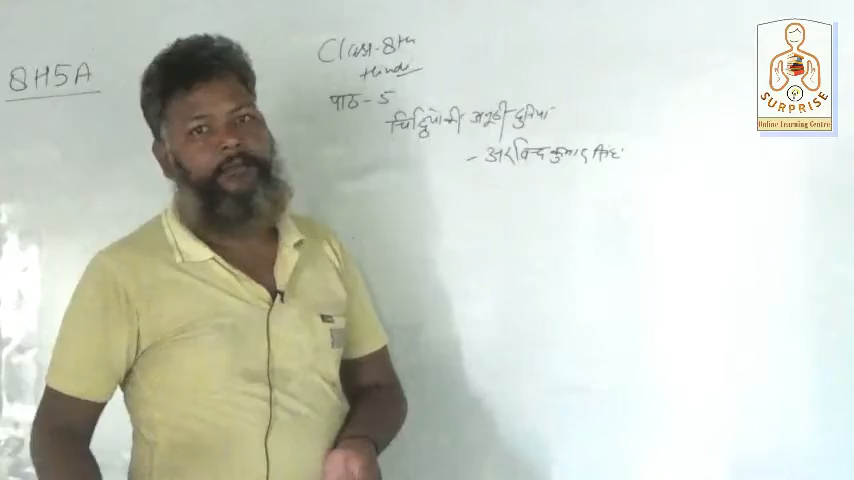 8H5A
Class-8th
Hindi
पाठ-5
चिट्ठियों की अनूठी दुनिया
- अरविन्द कुमार सिंह
SURPRISE
Online Learning Centre